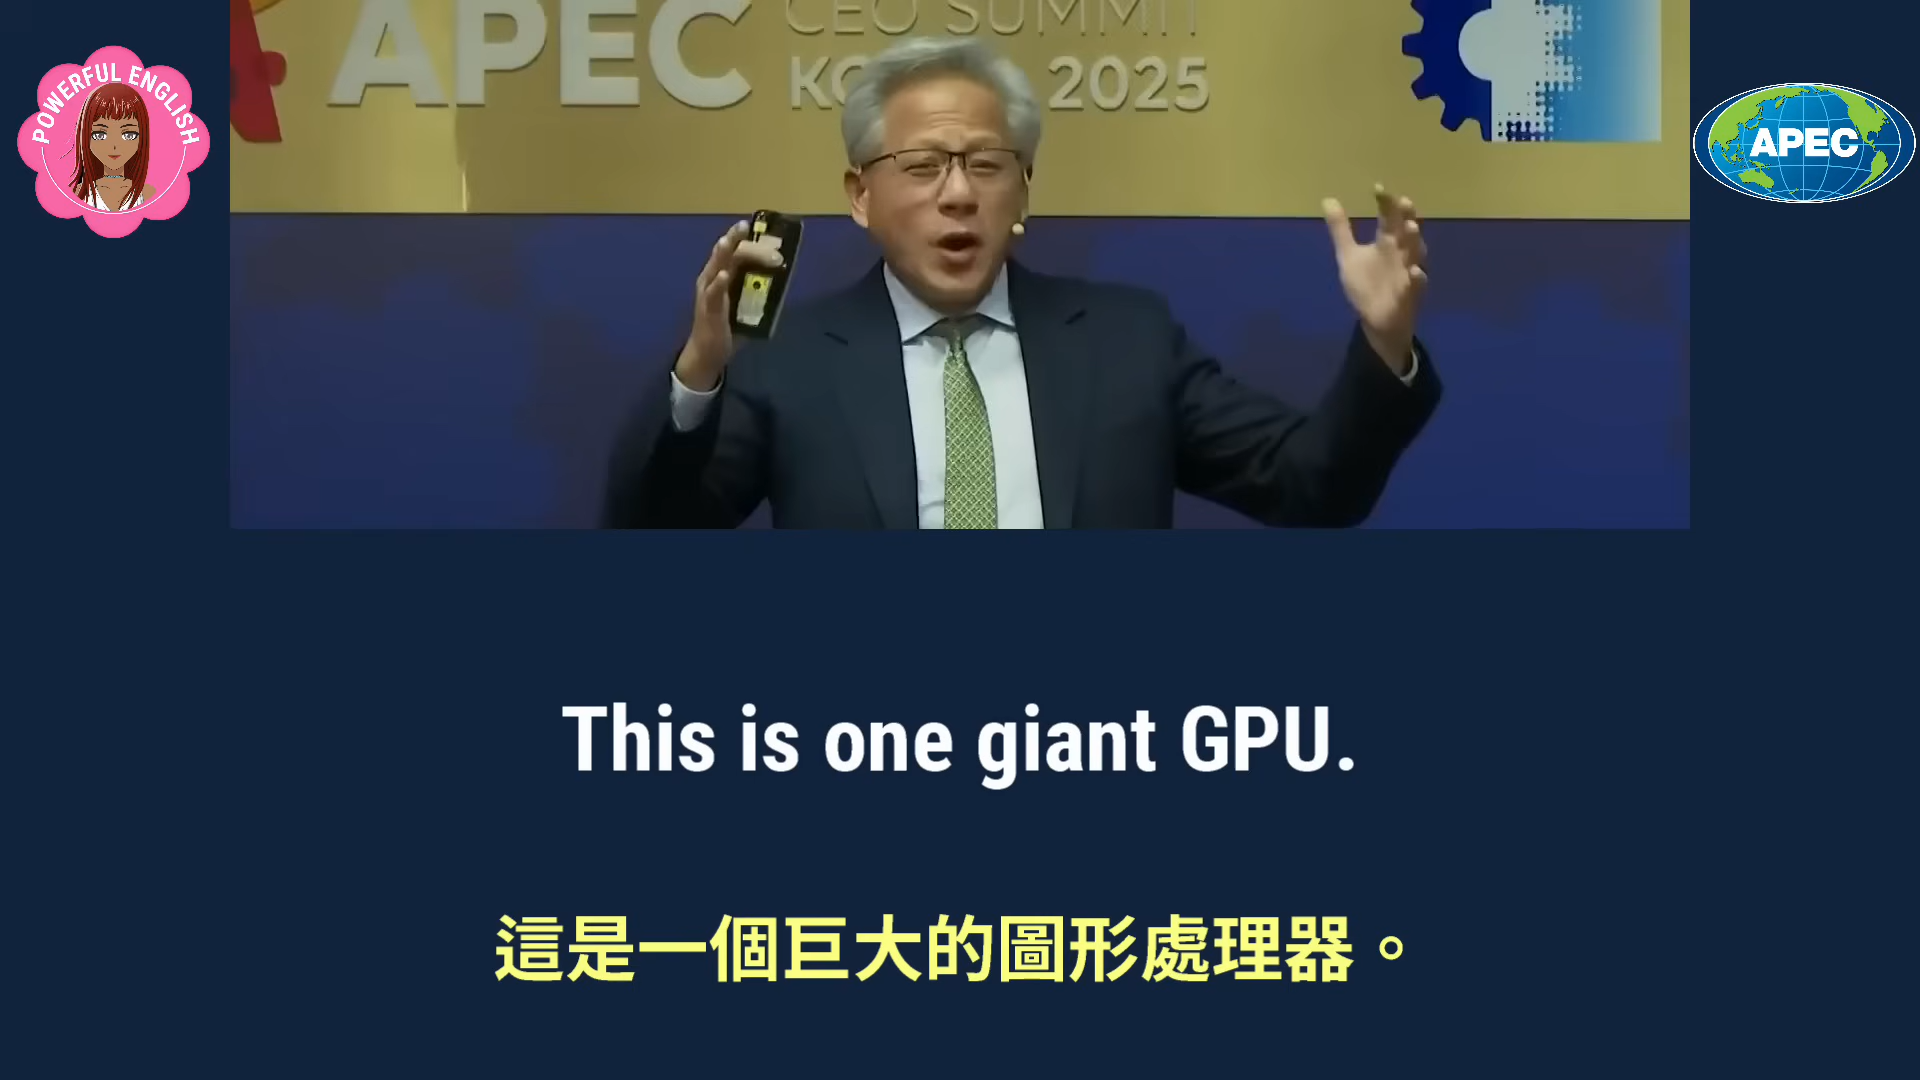 APEC
CEO SUMMIT
2025
POWERFUL ENGLISH
APEC
This is one giant GPU.
這是一個巨大的圖形處理器。